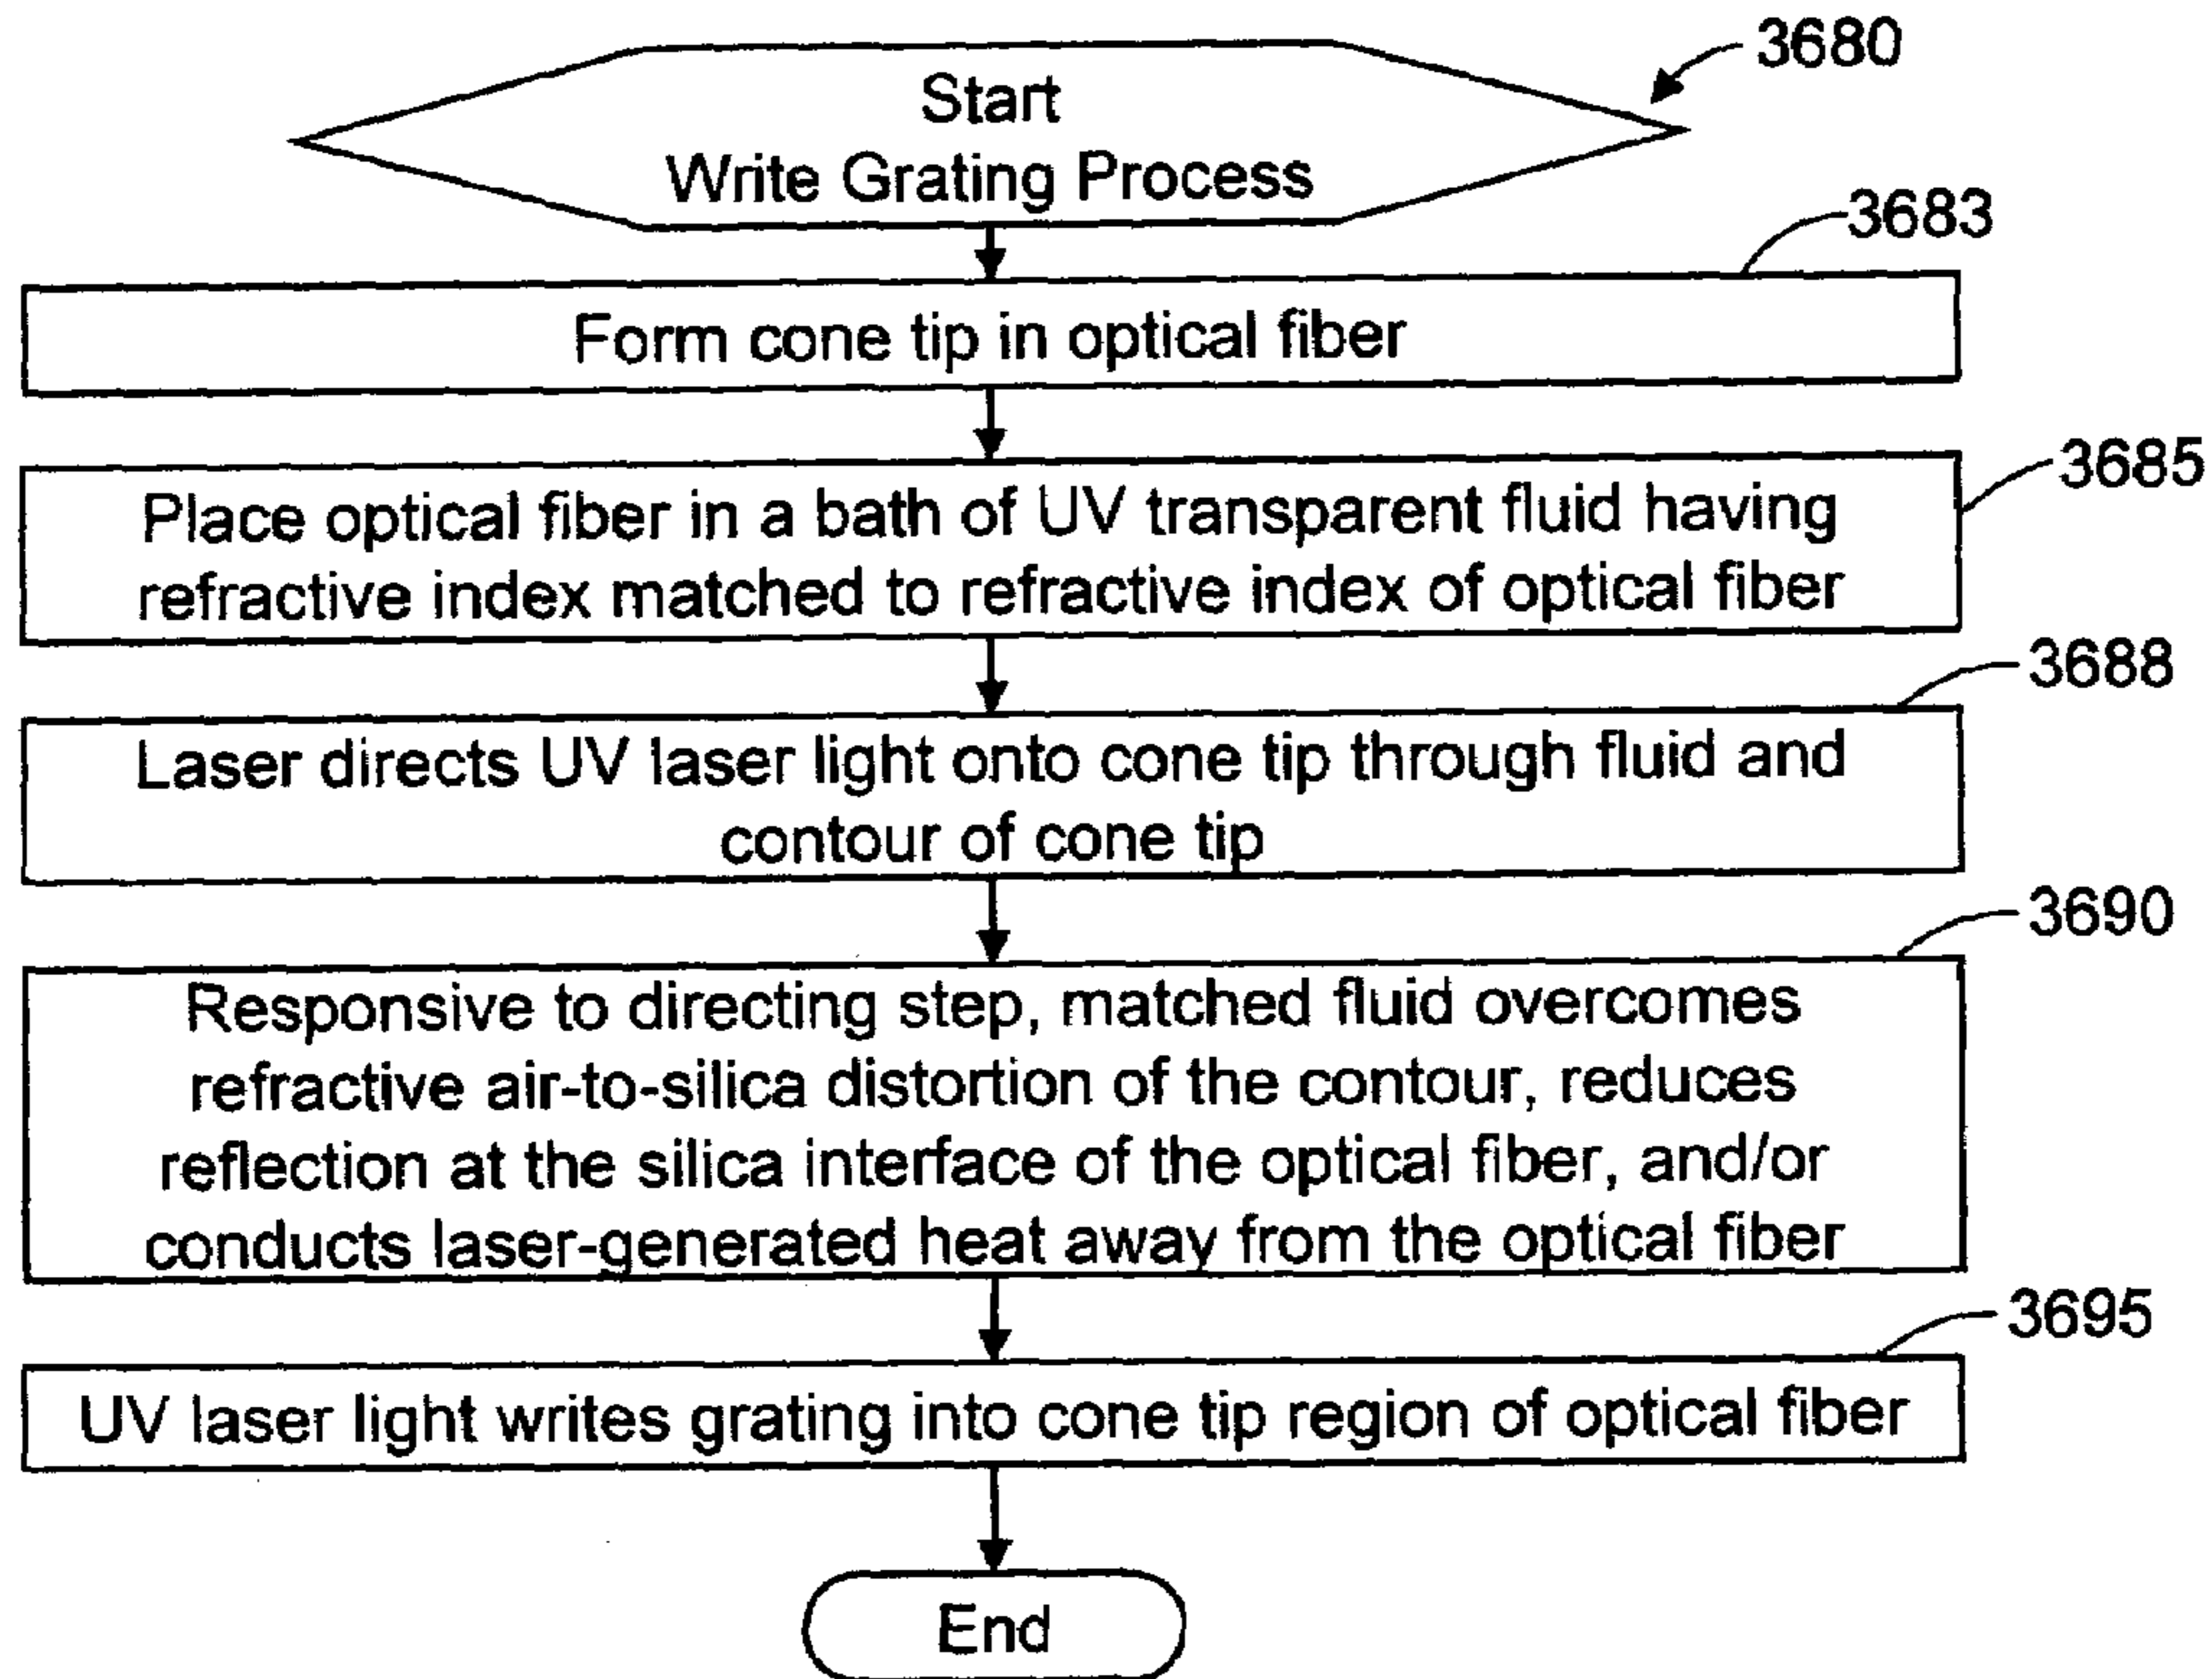 3680
Start
Write Grating Process
3683
Form cone tip in optical fiber
3685
Place optical fiber in a bath of UV transparent fluid having
refractive index matched to refractive index of optical fiber
3688
Laser directs UV laser light onto cone tip through fluid and
contour of cone tip
3690
Responsive to directing step, matched fluid overcomes
refractive air-to-silica distortion of the contour, reduces
reflection at the silica interface of the optical fiber, and/or
conducts laser-generated heat away from the optical fiber
3695
UV laser light writes grating into cone tip region of optical fiber
End